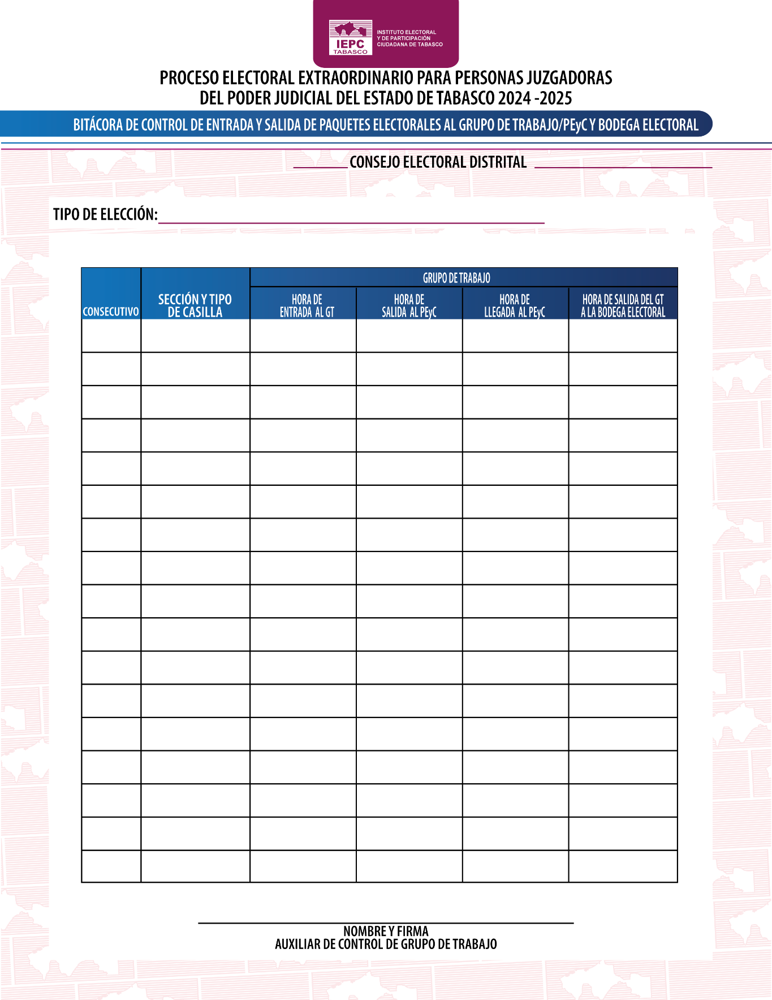 IEPC
TABASCO
INSTITUTO ELECTORAL
Y DE PARTICIPACIÓN
CIUDADANA DE TABASCO
PROCESO ELECTORAL EXTRAORDINARIO PARA PERSONAS JUZGADORAS
DEL PODER JUDICIAL DEL ESTADO DE TABASCO 2024 -2025
BITÁCORA DE CONTROL DE ENTRADA Y SALIDA DE PAQUETES ELECTORALES AL GRUPO DE TRABAJO/PEyC Y BODEGA ELECTORAL
CONSEJO ELECTORAL DISTRITAL
TIPO DE ELECCIÓN:
CONSECUTIVO
SECCIÓN Y TIPO
DE CASILLA
GRUPO DE TRABAJO
HORA DE
ENTRADA AL GT
HORA DE
SALIDA AL PEyC
HORA DE
LLEGADA AL PEyC
HORA DE SALIDA DEL GT
A LA BODEGA ELECTORAL
NOMBRE Y FIRMA
AUXILIAR DE CONTROL DE GRUPO DE TRABAJO